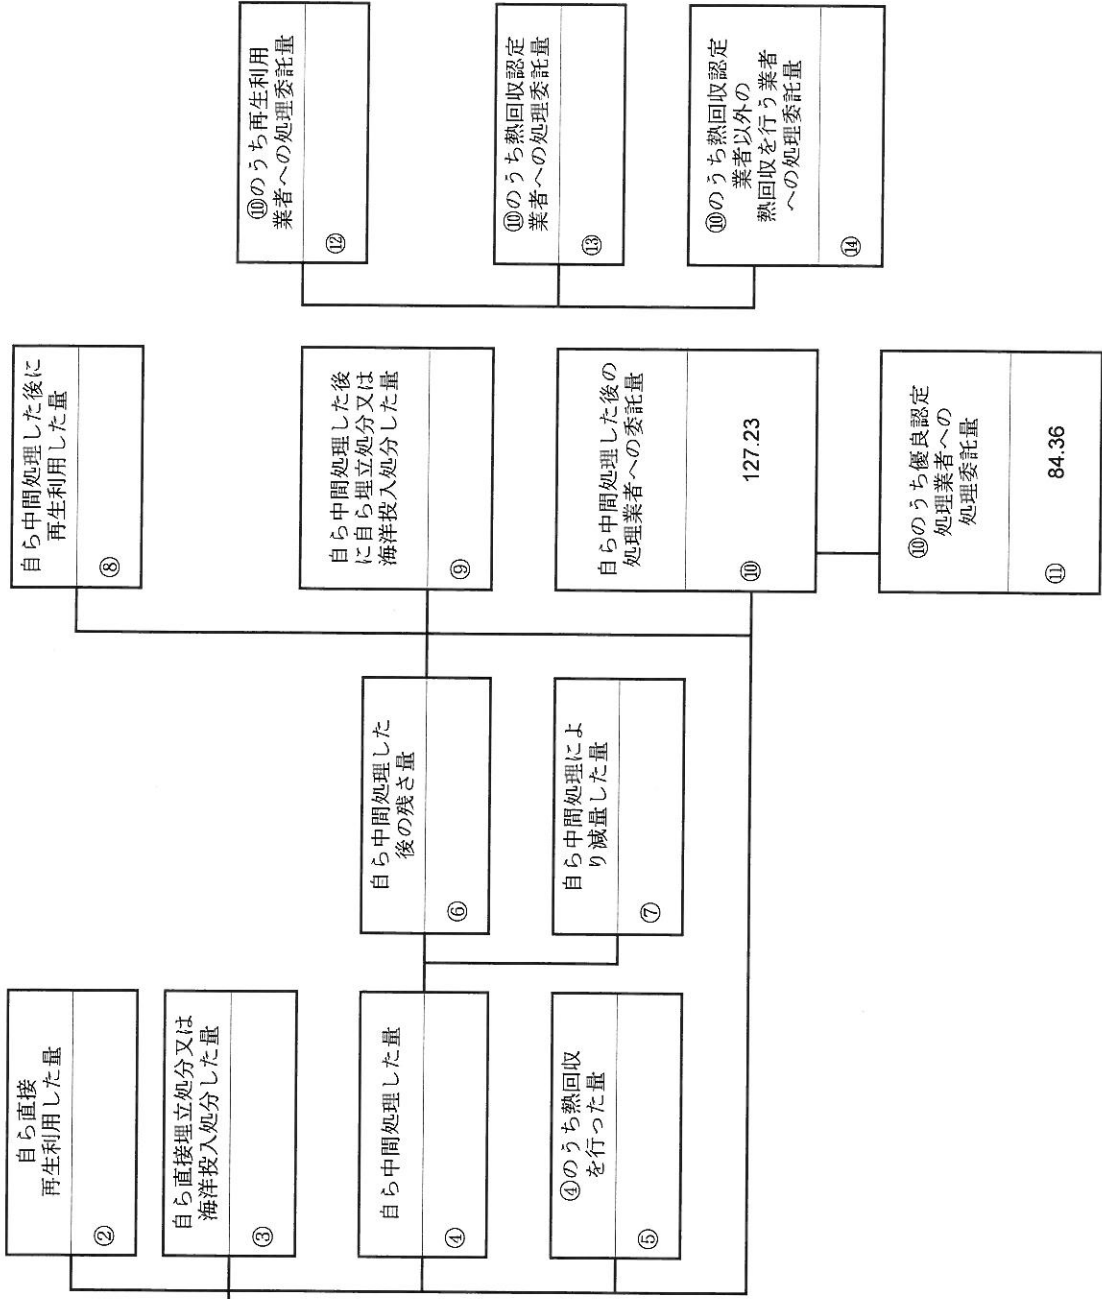 自ら直接
再生利用した量
②
自ら直接埋立処分又は
海洋投入処分した量
③
自ら中間処理した量
④
④のうち熱回収
を行った量
⑤
自ら中間処理した
後の残さ量
⑥
自ら中間処理によ
り減量した量
⑦
自ら中間処理した後に
再生利用した量
⑧
自ら中間処理した後
に自ら埋立処分又は
海洋投入処分した量
⑨
自ら中間処理した後の
処理業者への委託量
⑩
127.23
⑩のうち優良認定
処理業者への
処理委託量
⑪
84.36
⑩のうち再生利用
業者への処理委託量
⑫
⑩のうち熱回収認定
業者への処理委託量
⑬
⑩のうち熱回収認定
業者以外の
熱回収を行う業者
への処理委託量
⑭